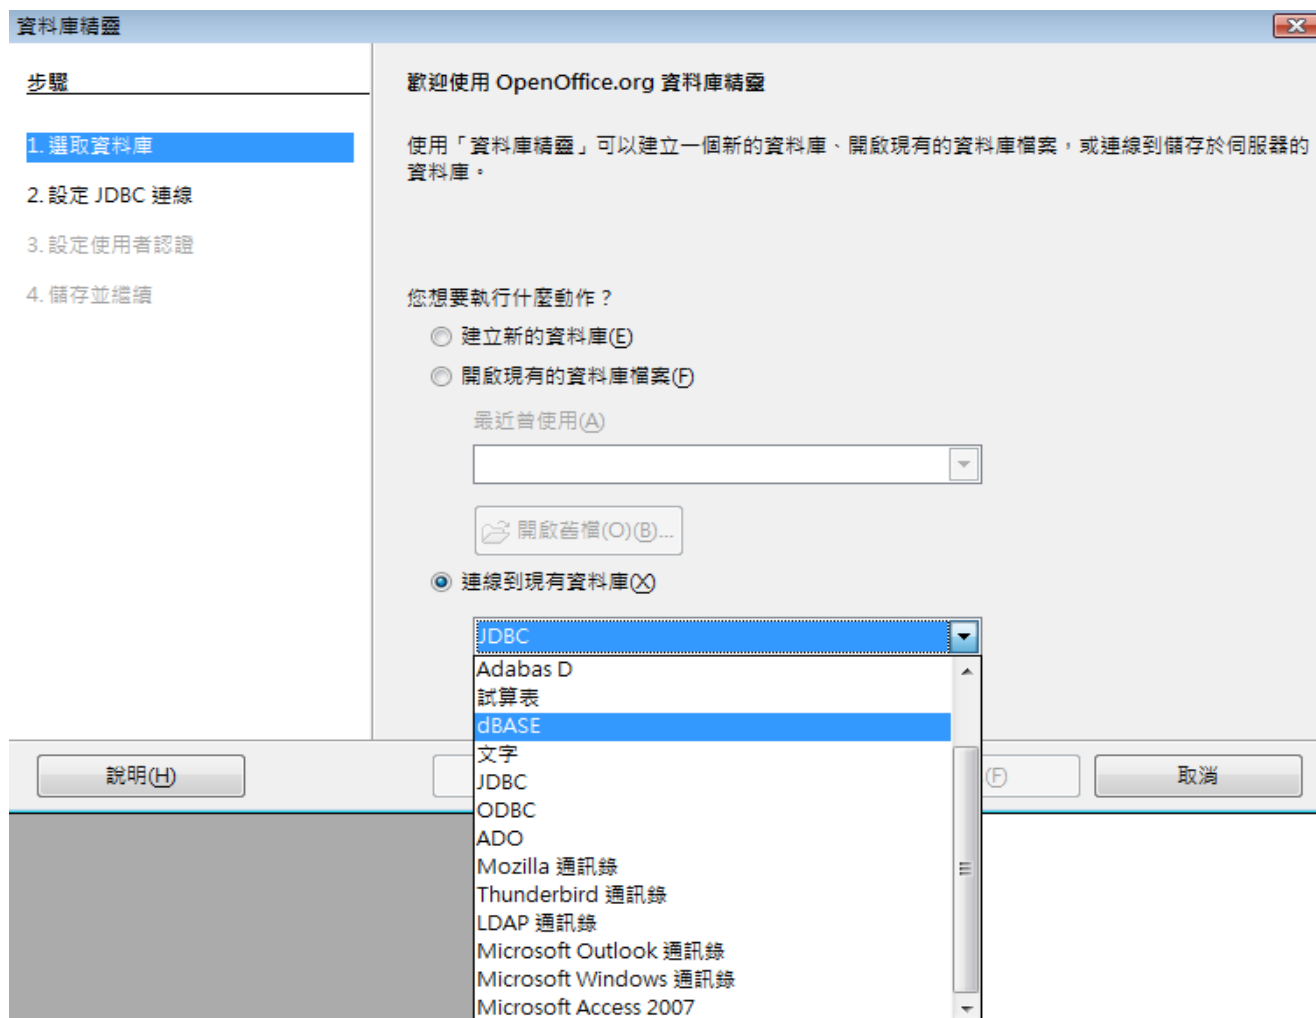 資料庫精靈
步驟
1. 選取資料庫
2. 設定 JDBC 連線
3. 設定使用者認證
4. 儲存並繼續
歡迎使用 OpenOffice.org 資料庫精靈
使用「資料庫精靈」可以建立一個新的資料庫、開啟現有的資料庫檔案，或連線到儲存於伺服器的
資料庫。
您想要執行什麼動作？
建立新的資料庫(E)
開啟現有的資料庫檔案(F)
最近曾使用(A)
開啟舊檔(O)(B)...
連線到現有資料庫(X)
JDBC
Adabas D
試算表
dBASE
文字
JDBC
ODBC
ADO
Mozilla 通訊錄
Thunderbird 通訊錄
LDAP 通訊錄
Microsoft Outlook 通訊錄
Microsoft Windows 通訊錄
Microsoft Access 2007
說明(H)
(F)
取消